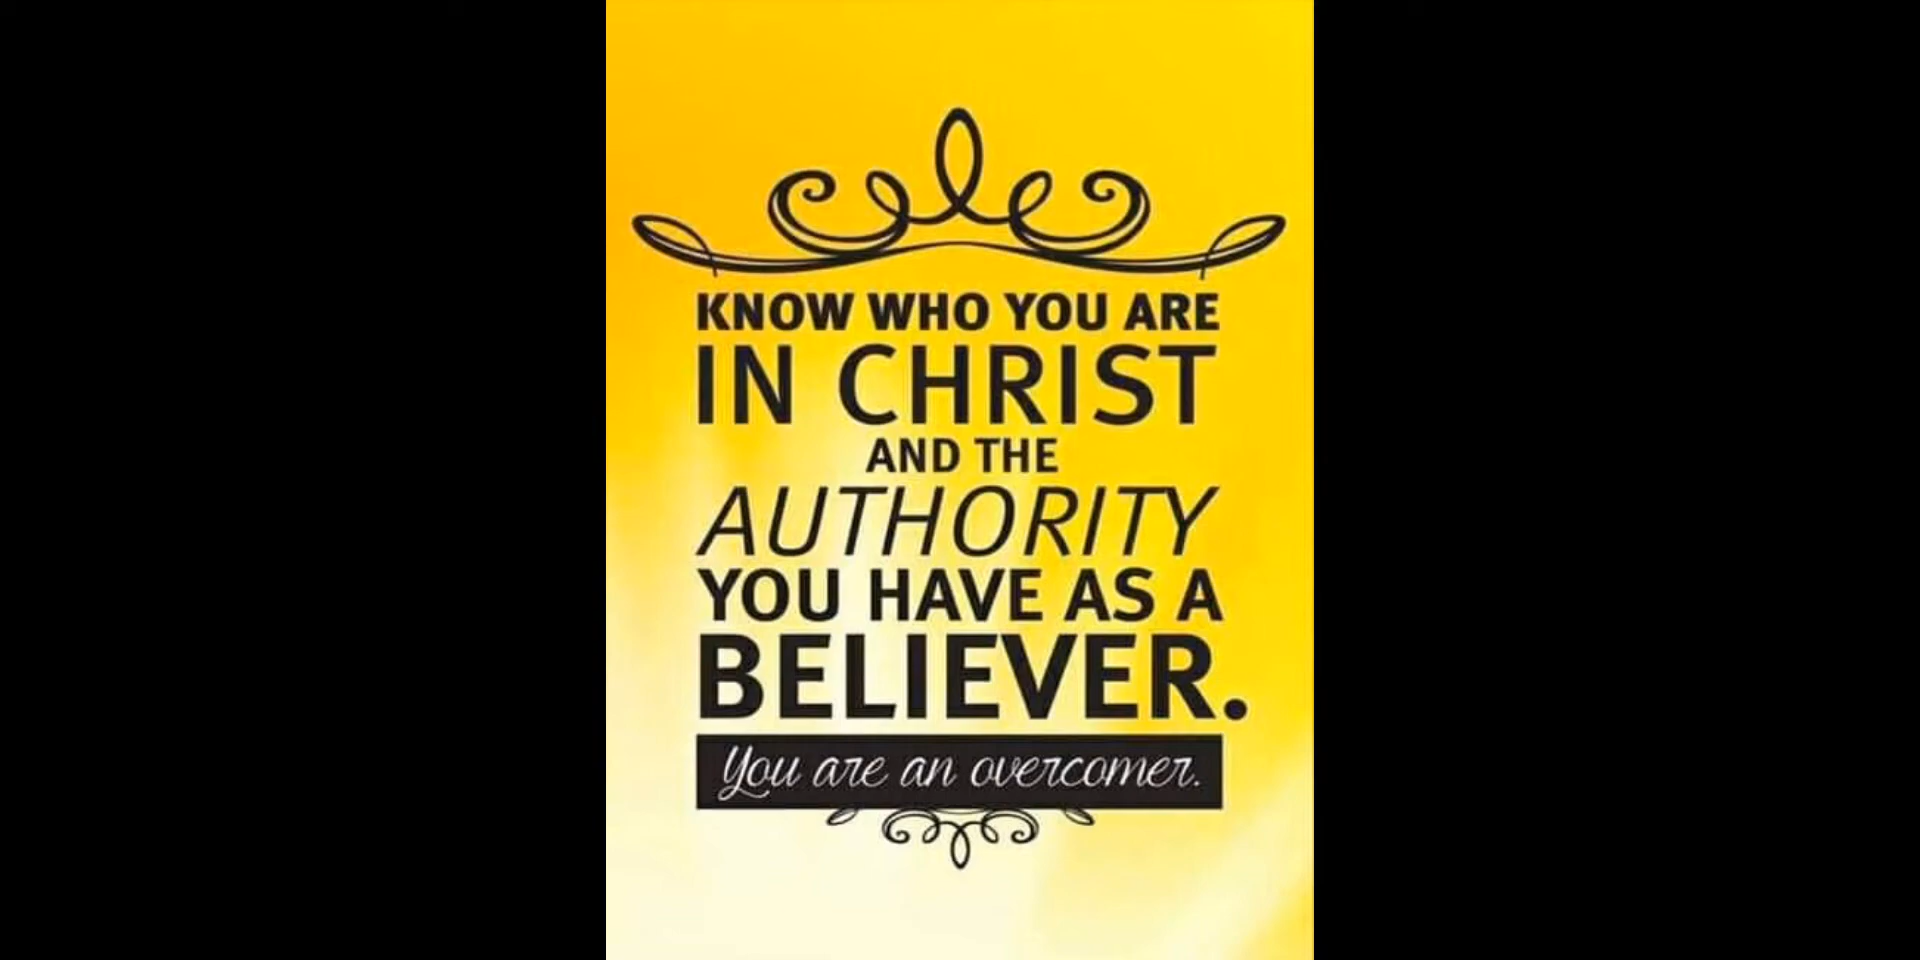 KNOW WHO YOU ARE
IN CHRIST
AND THE
AUTHORITY
YOU HAVE AS A
BELIEVER.
You are an overcomer.